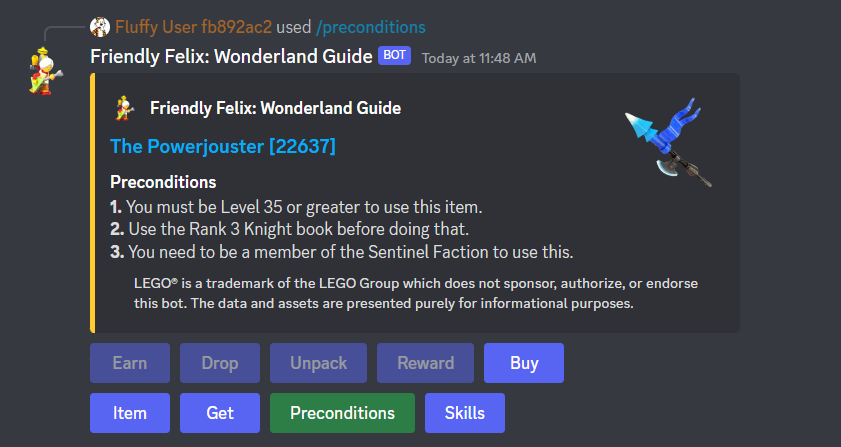 Fluffy User fb892ac2 used /preconditions
Friendly Felix: Wonderland Guide BOT Today at 11:48 AM
Friendly Felix: Wonderland Guide
The Powerjouster [22637]
Preconditions
1. You must be Level 35 or greater to use this item.
2. Use the Rank 3 Knight book before doing that.
3. You need to be a member of the Sentinel Faction to use this.
LEGO® is a trademark of the LEGO Group which does not sponsor, authorize, or endorse
this bot. The data and assets are presented purely for informational purposes.
Earn Drop Unpack Reward Buy
Item Get Preconditions Skills